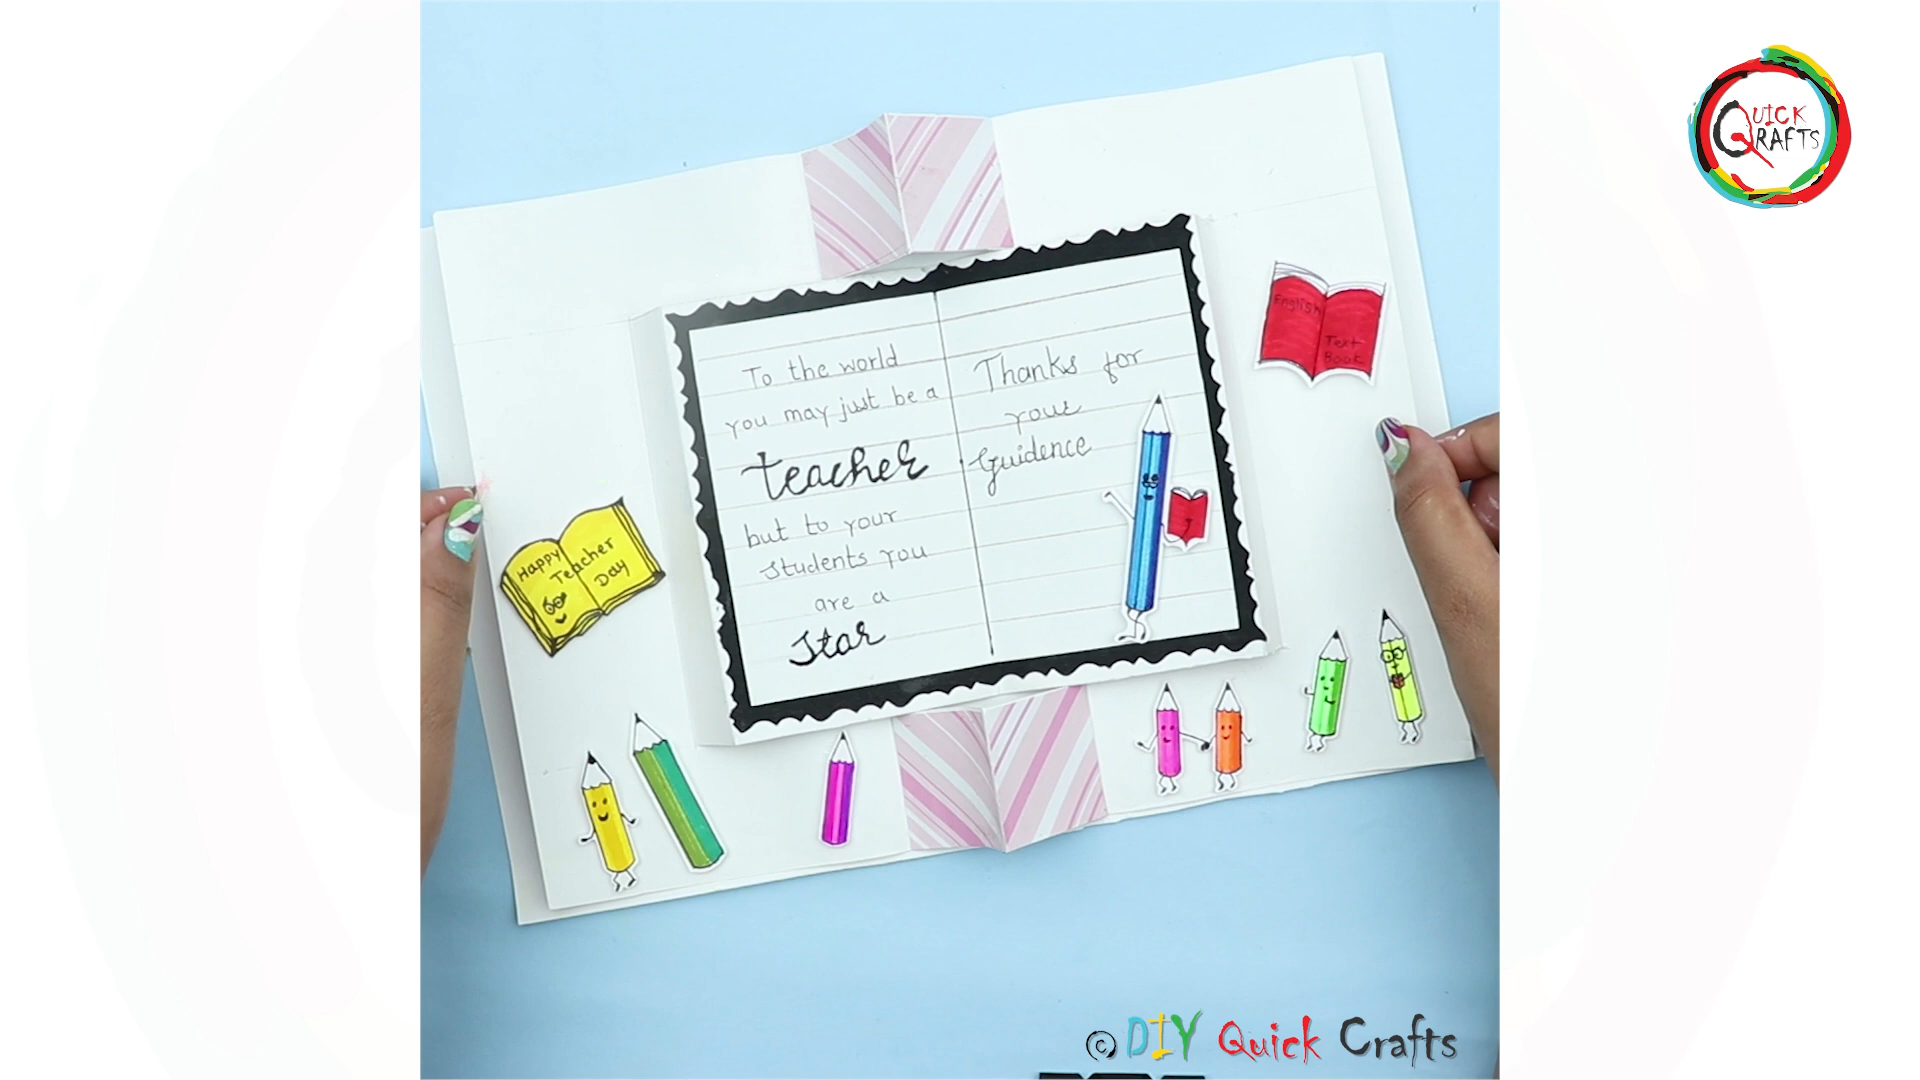 QUICK
QRAFTS
To the world
you may just be a
teacher
but to your
students you
are a
Star
Thanks for
your
Guidence
English
Text
Book
Happy
Teacher
Day
© DIY Quick Crafts